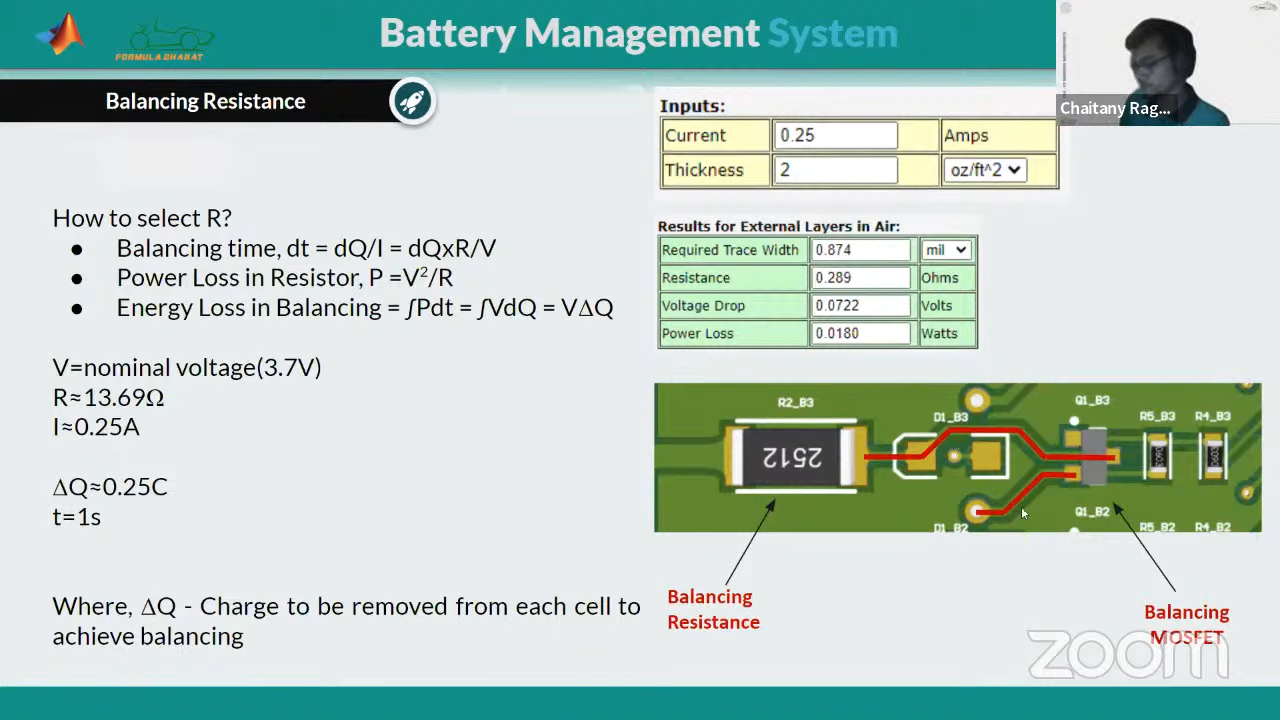 Battery Management System
FORMULA BHARAT
Balancing Resistance
Chaitany Rag...
Inputs:
Current 0.25 Amps
Thickness 2 oz/ft^2
Results for External Layers in Air:
Required Trace Width 0.874 mil
Resistance 0.289 Ohms
Voltage Drop 0.0722 Volts
Power Loss 0.0180 Watts
How to select R?
● Balancing time, dt = dQ/I = dQxR/V
● Power Loss in Resistor, P =V²/R
● Energy Loss in Balancing = ∫Pdt = ∫VdQ = V∆Q
V=nominal voltage(3.7V)
R≈13.69Ω
I≈0.25A
∆Q≈0.25C
t=1s
Where, ∆Q - Charge to be removed from each cell to
achieve balancing
R2_B3
D1_B3
Q1_B3
R5_B3
R4_B3
2512
D1_B2
Q1_B2
R5_B2
R4_B2
Balancing
Resistance
Balancing
MOSFET
zoom